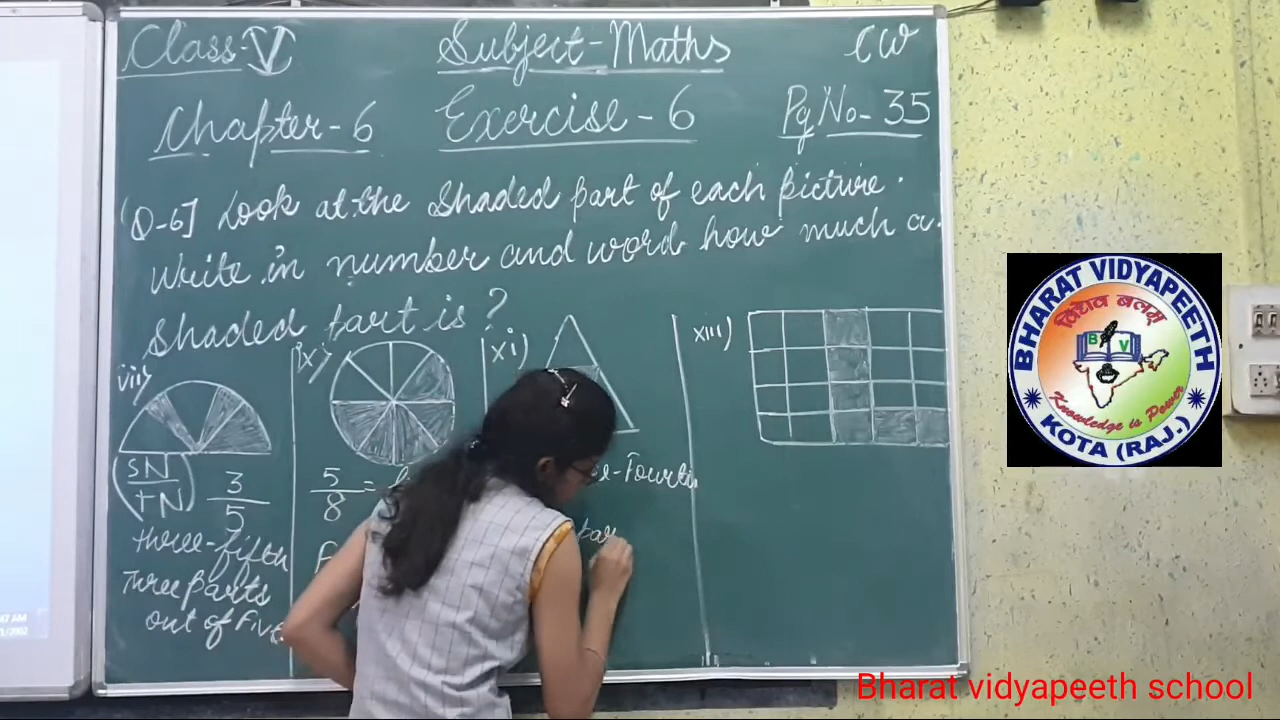 Class-V Subject-Maths CW
Chapter-6 Exercise-6 Pg No-35
Q-6] Look at the Shaded part of each picture.
Write in number and word how much a
Shaded part is?
viii) ix) xi) xiii)
SN/TN 3/5 5/8 = -Fourth
three-fifth
Three parts par
out of Five
BHARAT VIDYAPEETH
विद्यैव बलम्
B V
Knowledge is Power
KOTA (RAJ.)
Bharat vidyapeeth school